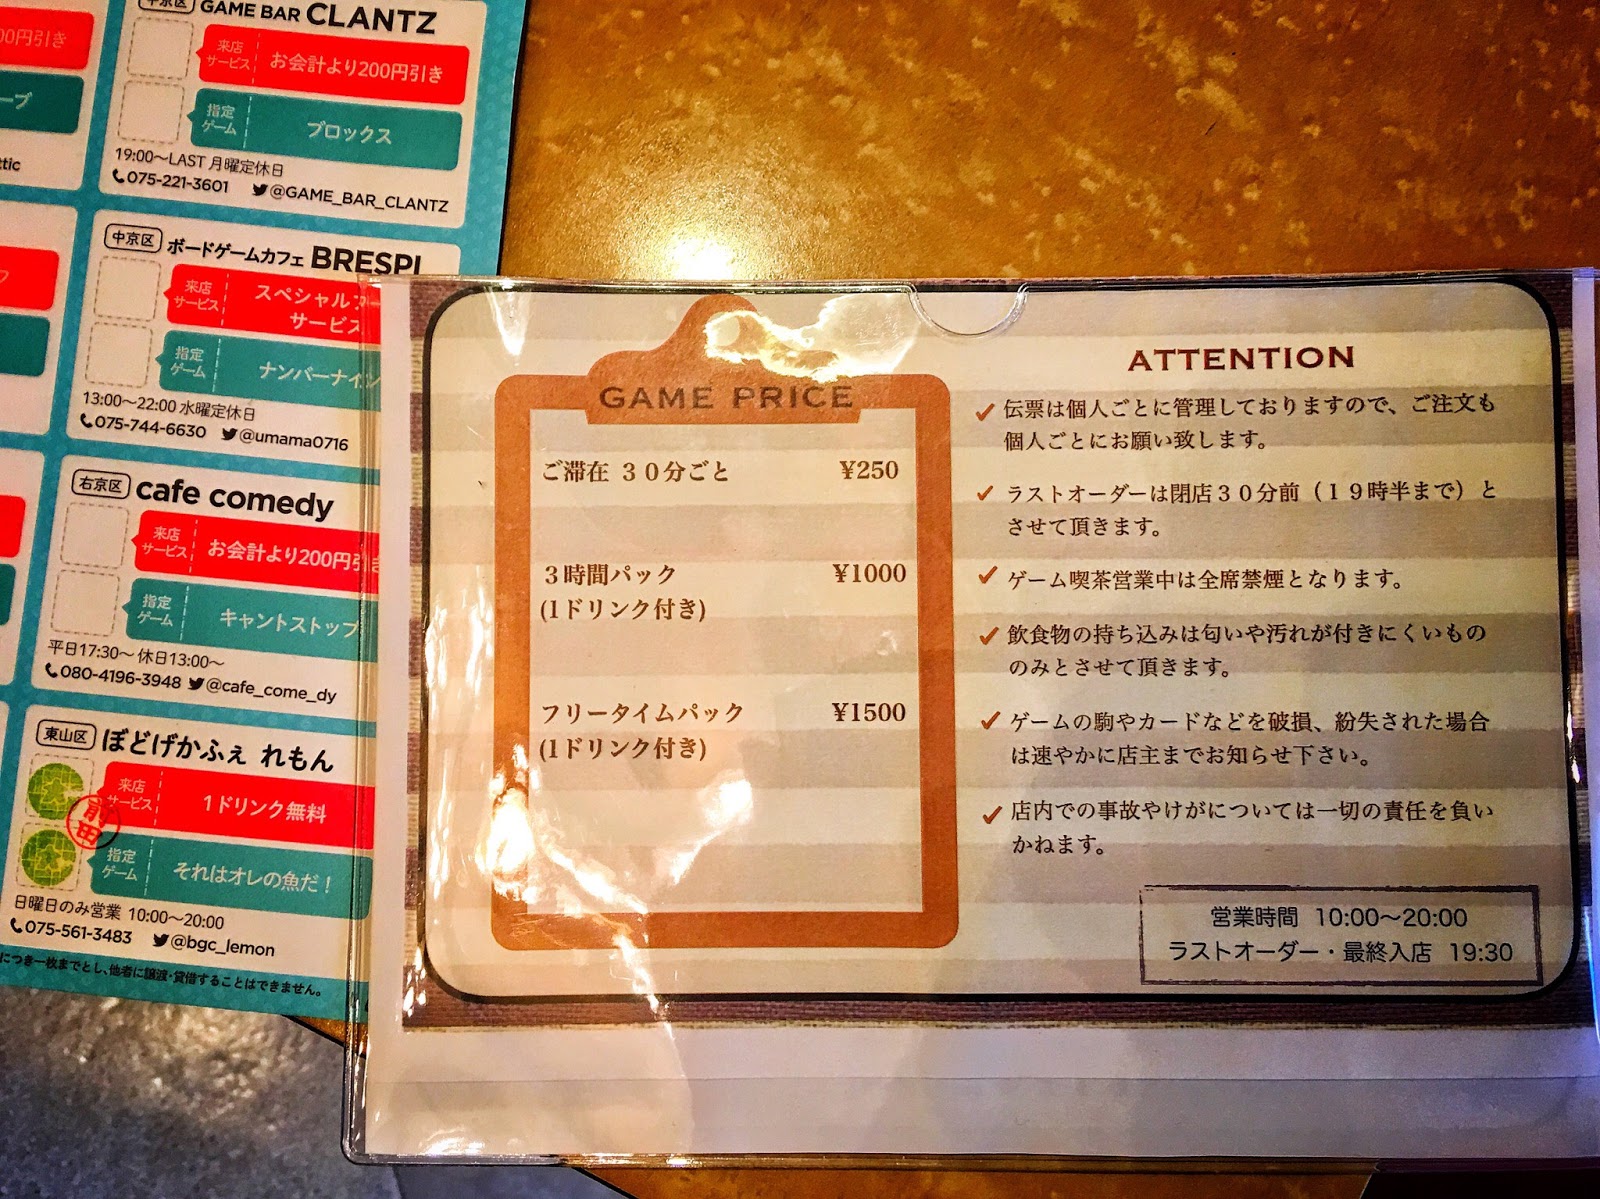 00円引き
中京区 GAME BAR CLANTZ
来店サービス お会計より200円引き
指定ゲーム ブロックス
19:00〜LAST 月曜定休日
075-221-3601 @GAME_BAR_CLANTZ
中京区 ボードゲームカフェ BRESPI
来店サービス スペシャル
サービス
指定ゲーム ナンバーナイン
13:00〜22:00 水曜定休日
075-744-6630 @umama0716
右京区 cafe comedy
来店サービス お会計より200円引き
指定ゲーム キャントストップ
平日17:30〜 休日13:00〜
080-4196-3948 @cafe_come_dy
東山区 ぼどげかふぇ れもん
来店サービス 1ドリンク無料
前田
指定ゲーム それはオレの魚だ！
日曜日のみ営業 10:00〜20:00
075-561-3483 @bgc_lemon
につき一枚までとし、他者に譲渡・貸借することはできません。
GAME PRICE
ご滞在 ３０分ごと ¥250
３時間パック ¥1000
(1ドリンク付き)
フリータイムパック ¥1500
(1ドリンク付き)
ATTENTION
伝票は個人ごとに管理しておりますので、ご注文も
個人ごとにお願い致します。
ラストオーダーは閉店３０分前（１９時半まで）と
させて頂きます。
ゲーム喫茶営業中は全席禁煙となります。
飲食物の持ち込みは匂いや汚れが付きにくいもの
のみとさせて頂きます。
ゲームの駒やカードなどを破損、紛失された場合
は速やかに店主までお知らせ下さい。
店内での事故やけがについては一切の責任を負い
かねます。
営業時間 10:00〜20:00
ラストオーダー・最終入店 19:30